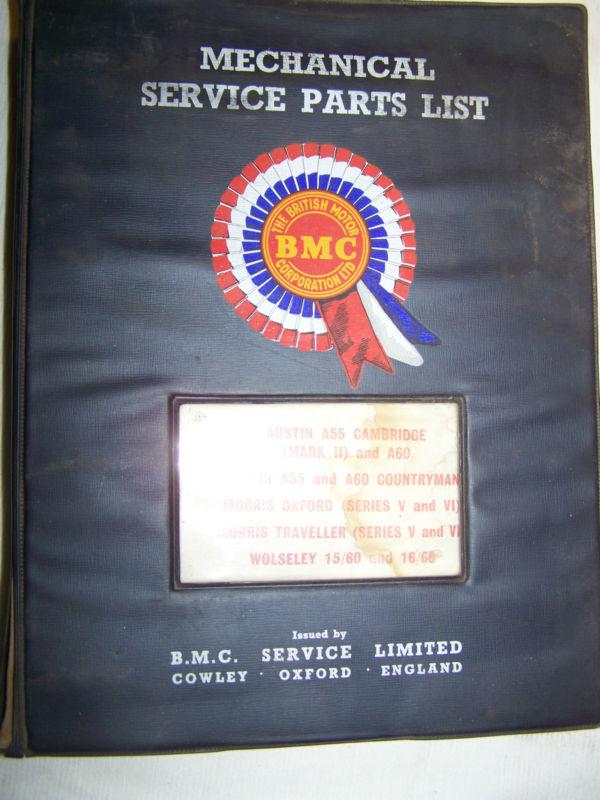 MECHANICAL
SERVICE PARTS LIST
THE BRITISH MOTOR
BMC
CORPORATION LTD
AUSTIN A55 CAMBRIDGE
(MARK II) and A60
IN A55 and A60 COUNTRYMAN
MORRIS OXFORD (SERIES V and VI)
MORRIS TRAVELLER (SERIES V and VI
WOLSELEY 15/60 and 16/60
Issued by
B.M.C. SERVICE LIMITED
COWLEY · OXFORD · ENGLAND